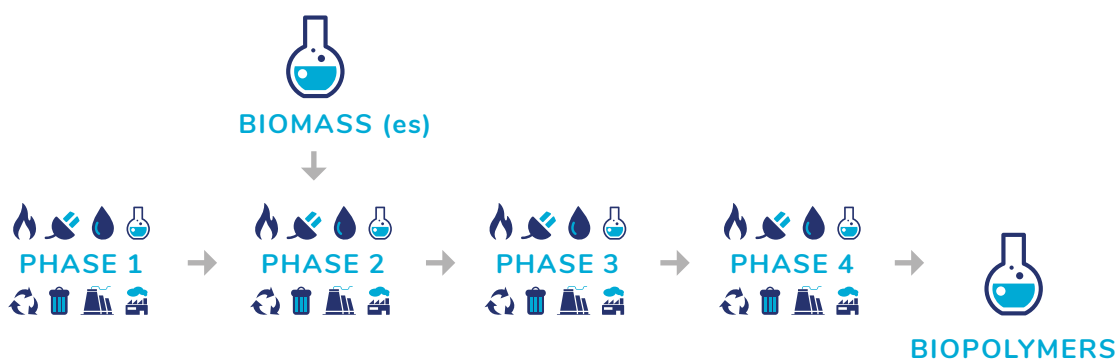 BIOMASS (es)
PHASE 1
PHASE 2
PHASE 3
PHASE 4
BIOPOLYMERS